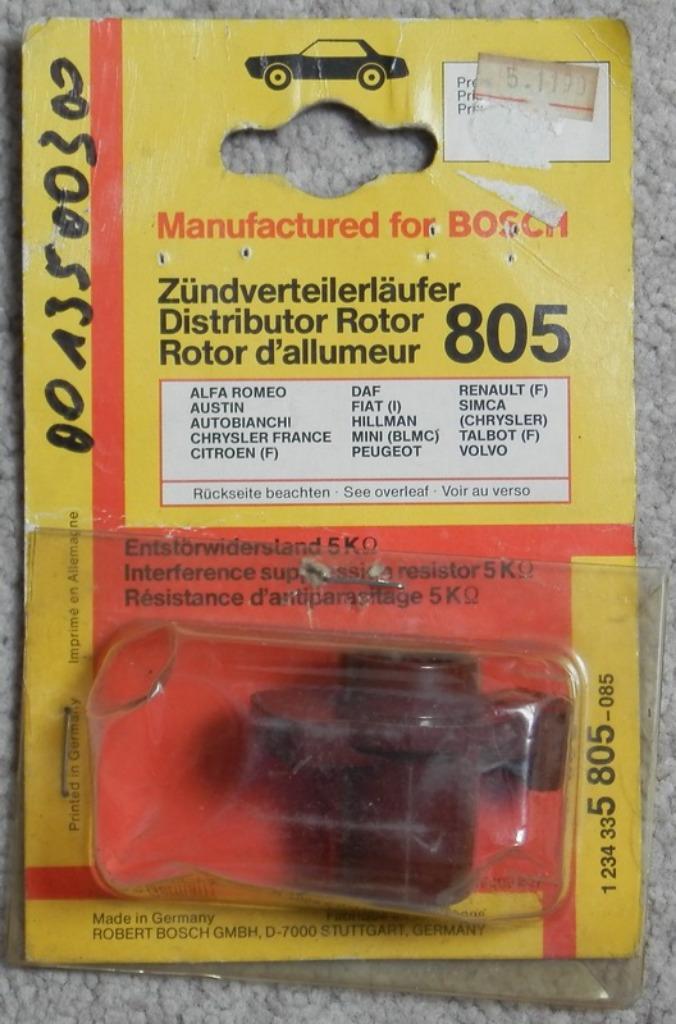 5.1190
Manufactured for BOSCH
Zündverteilerläufer
Distributor Rotor
Rotor d'allumeur
805
ALFA ROMEO
AUSTIN
AUTOBIANCHI
CHRYSLER FRANCE
CITROEN (F)
DAF
FIAT (I)
HILLMAN
MINI (BLMC)
PEUGEOT
RENAULT (F)
SIMCA
(CHRYSLER)
TALBOT (F)
VOLVO
Rückseite beachten · See overleaf · Voir au verso
Entstörwiderstand 5 KΩ
Interference suppression resistor 5 KΩ
Résistance d'antiparasitage 5 KΩ
8013500300
Printed in Germany Imprimé en Allemagne
1 234 335 805-085
Made in Germany
ROBERT BOSCH GMBH, D-7000 STUTTGART, GERMANY